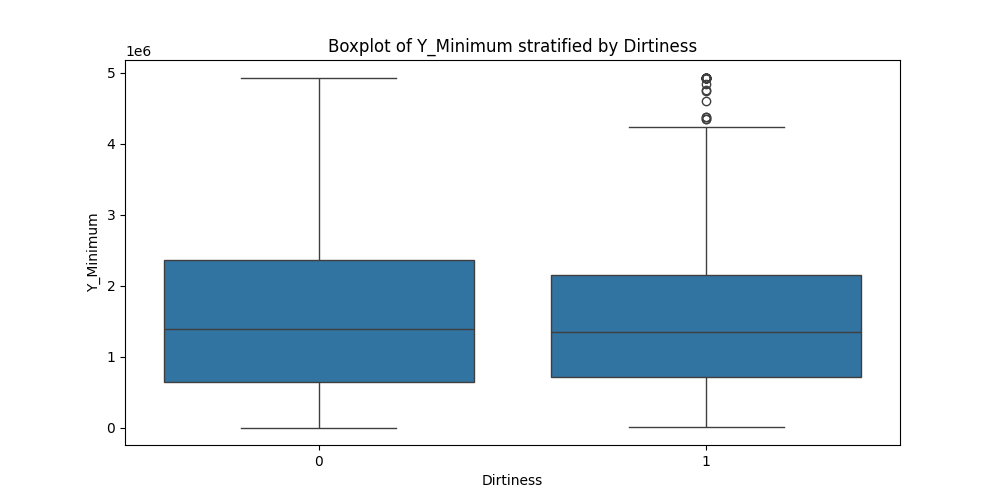 Boxplot of Y_Minimum stratified by Dirtiness
1e6
5
4
3
2
1
0
Y_Minimum
0 1
Dirtiness